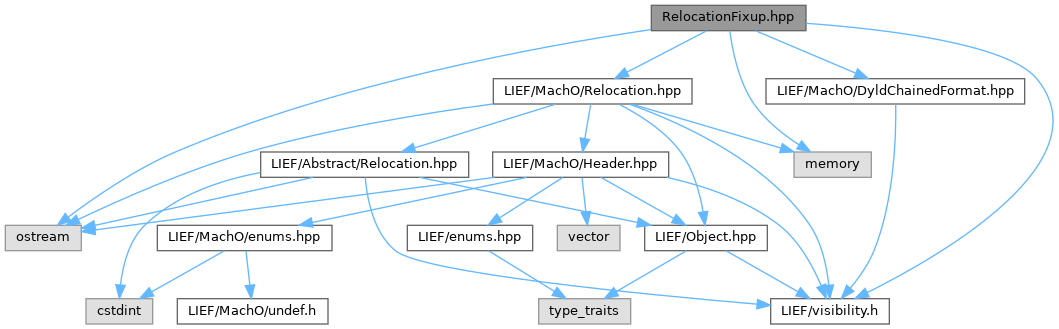 RelocationFixup.hpp
LIEF/MachO/Relocation.hpp
LIEF/MachO/DyldChainedFormat.hpp
LIEF/Abstract/Relocation.hpp
LIEF/MachO/Header.hpp
memory
ostream
LIEF/MachO/enums.hpp
LIEF/enums.hpp
vector
LIEF/Object.hpp
cstdint
LIEF/MachO/undef.h
type_traits
LIEF/visibility.h